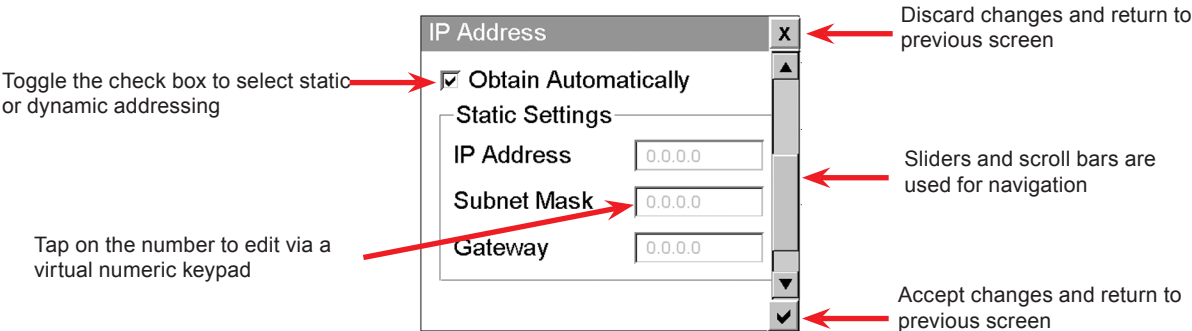 Discard changes and return to
previous screen
IP Address
X
Toggle the check box to select static
or dynamic addressing
Obtain Automatically
Static Settings
IP Address 0.0.0.0
Sliders and scroll bars are
used for navigation
Subnet Mask 0.0.0.0
Tap on the number to edit via a
virtual numeric keypad
Gateway 0.0.0.0
Accept changes and return to
previous screen